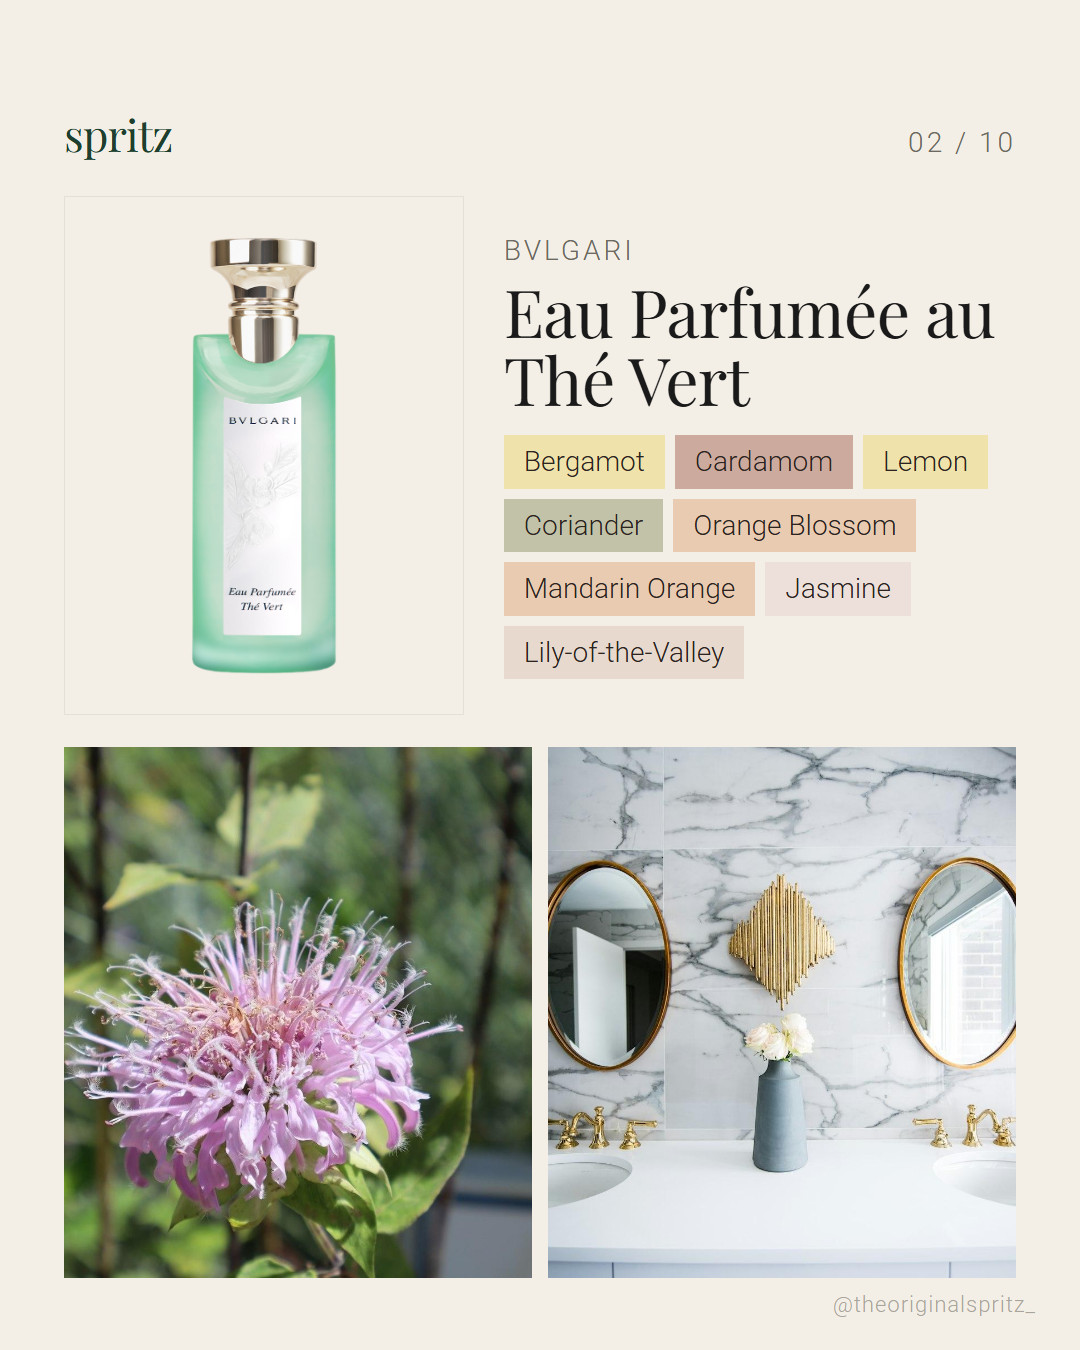 spritz
02 / 10
BVLGARI
Eau Parfumée au
Thé Vert
Bergamot
Cardamom
Lemon
Coriander
Orange Blossom
Mandarin Orange
Jasmine
Lily-of-the-Valley
BVLGARI
Eau Parfumée
Thé Vert
@theoriginalspritz_